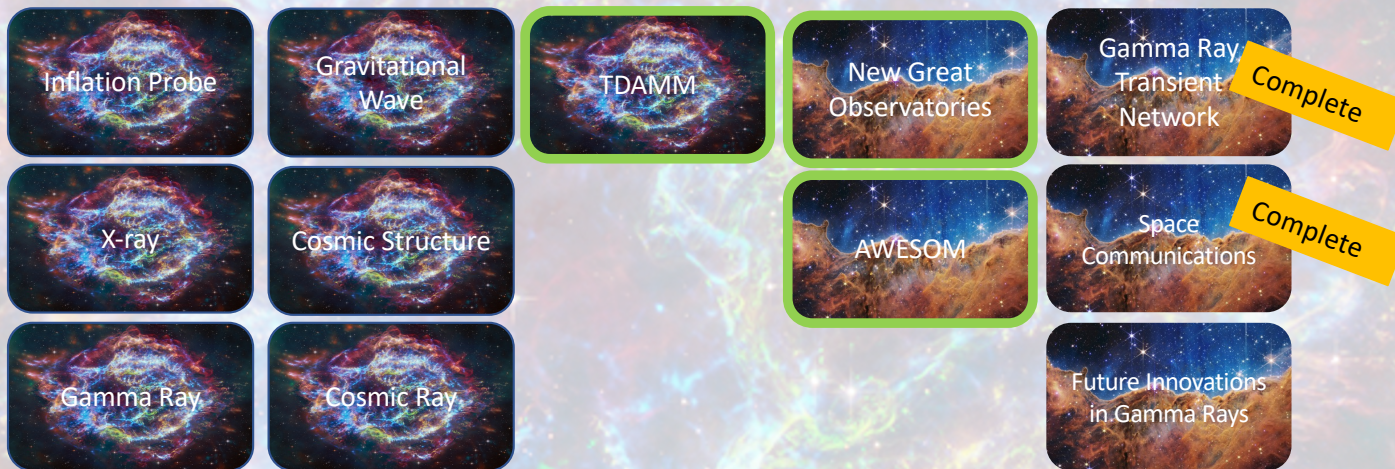 Inflation Probe
Gravitational
Wave
TDAMM
New Great
Observatories
Gamma Ray
Transient
Network
Complete
X-ray
Cosmic Structure
AWESOM
Space
Communications
Complete
Gamma Ray
Cosmic Ray
Future Innovations
in Gamma Rays